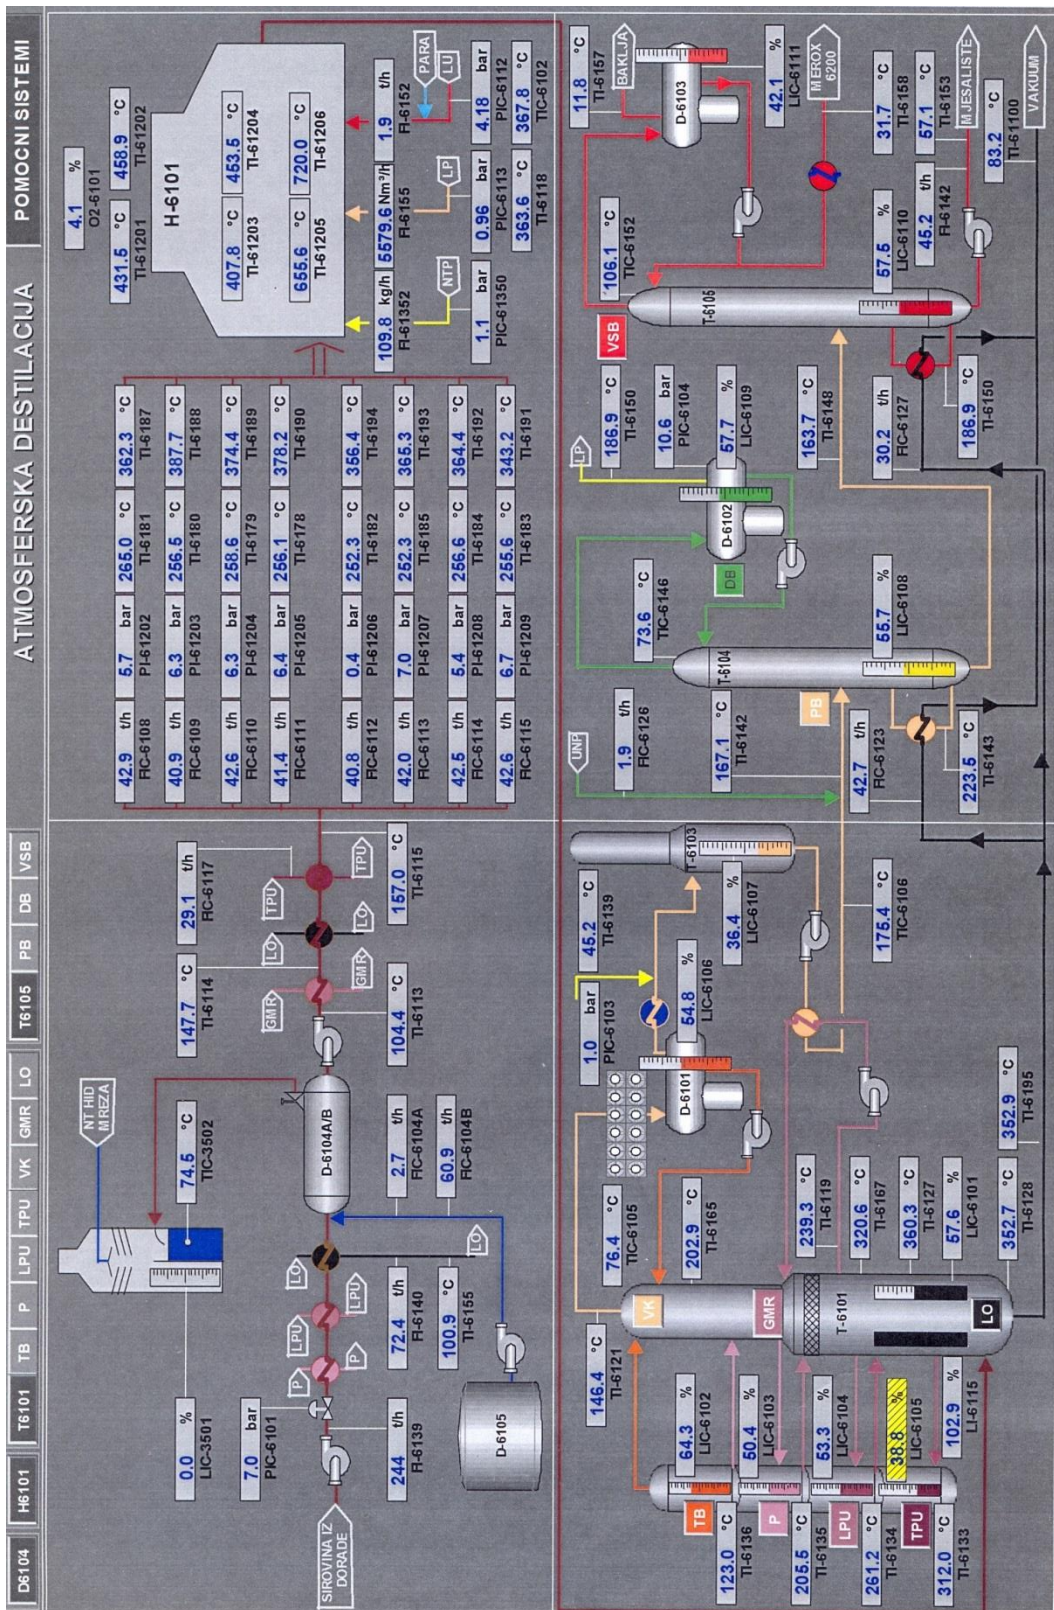 ATMOSFERSKA DESTILACIJA
POMOCNI SISTEMI
D6104 H6101 T6101 TB P LPU TPU VK GMR LO T6105 PB DB VSB
SIROVINA IZ
DORADE
244 t/h
FI-6139
7.0 bar
PIC-6101
0.0 %
LIC-3501
P
P
LPU
LPU
LO
LO
72.4 t/h
FI-6140
100.9 °C
TI-6155
D-6105
NT HID
MREZA
74.5 °C
TIC-3502
D-6104A/B
2.7 t/h
FIC-6104A
60.9 t/h
FIC-6104B
147.7 °C
TI-6114
29.1 t/h
FIC-6117
GMR
GMR
LO
LO
TPU
TPU
104.4 °C
TI-6113
157.0 °C
TI-6115
42.9 t/h 5.7 bar 265.0 °C 362.3 °C
FIC-6108 PI-61202 TI-6181 TI-6187
40.9 t/h 6.3 bar 256.5 °C 387.7 °C
FIC-6109 PI-61203 TI-6180 TI-6188
42.6 t/h 6.3 bar 258.6 °C 374.4 °C
FIC-6110 PI-61204 TI-6179 TI-6189
41.4 t/h 6.4 bar 256.1 °C 378.2 °C
FIC-6111 PI-61205 TI-6178 TI-6190
40.8 t/h 0.4 bar 252.3 °C 356.4 °C
FIC-6112 PI-61206 TI-6182 TI-6194
42.0 t/h 7.0 bar 252.3 °C 365.3 °C
FIC-6113 PI-61207 TI-6185 TI-6193
42.5 t/h 5.4 bar 256.6 °C 364.4 °C
FIC-6114 PI-61208 TI-6184 TI-6192
42.6 t/h 6.7 bar 255.6 °C 343.2 °C
FIC-6115 PI-61209 TI-6183 TI-6191
4.1 %
O2-6101
431.5 °C 458.9 °C
TI-61201 TI-61202
H-6101
407.8 °C 453.5 °C
TI-61203 TI-61204
655.6 °C 720.0 °C
TI-61205 TI-61206
109.8 kg/h 5579.6 Nm³/h 1.9 t/h
FI-61352 FI-6155 FI-6152
NTP
LP
LU
PARA
1.1 bar 0.96 bar 4.18 bar
PIC-61350 PIC-6113 PIC-6112
363.6 °C 367.8 °C
TI-6118 TIC-6102
TB
P
LPU
TPU
64.3 %
LIC-6102
123.0 °C
TI-6136
50.4 %
LIC-6103
205.5 °C
TI-6135
53.3 %
LIC-6104
261.2 °C
TI-6134
38.8 %
LIC-6105
312.0 °C
TI-6133
102.9 %
LI-6115
146.4 °C
TI-6121
76.4 °C
TIC-6105
202.9 °C
TI-6165
VK
GMR
T-6101
LO
239.3 °C
TI-6119
320.6 °C
TI-6167
360.3 °C
TI-6127
57.6 %
LIC-6101
352.7 °C
TI-6128
352.9 °C
TI-6195
1.0 bar
PIC-6103
45.2 °C
TI-6139
D-6101
54.8 %
LIC-6106
T-6103
36.4 %
LIC-6107
175.4 °C
TIC-6106
UNP
1.9 t/h
FIC-6126
167.1 °C
TI-6142
42.7 t/h
FIC-6123
223.5 °C
TI-6143
PB
T-6104
73.6 °C
TIC-6146
55.7 %
LIC-6108
DB
D-6102
LP
186.9 °C
TI-6150
10.6 bar
PIC-6104
57.7 %
LIC-6109
163.7 °C
TI-6148
30.2 t/h
FIC-6127
186.9 °C
TI-6150
VSB
T-6105
106.1 °C
TIC-6152
57.5 %
LIC-6110
45.2 t/h
FI-6142
11.8 °C
TI-6157
BAKLJA
D-6103
42.1 %
LIC-6111
MEROX
6200
31.7 °C
TI-6158
57.1 °C
TI-6153
MJESALISTE
83.2 °C
TI-61100
VAKUUM